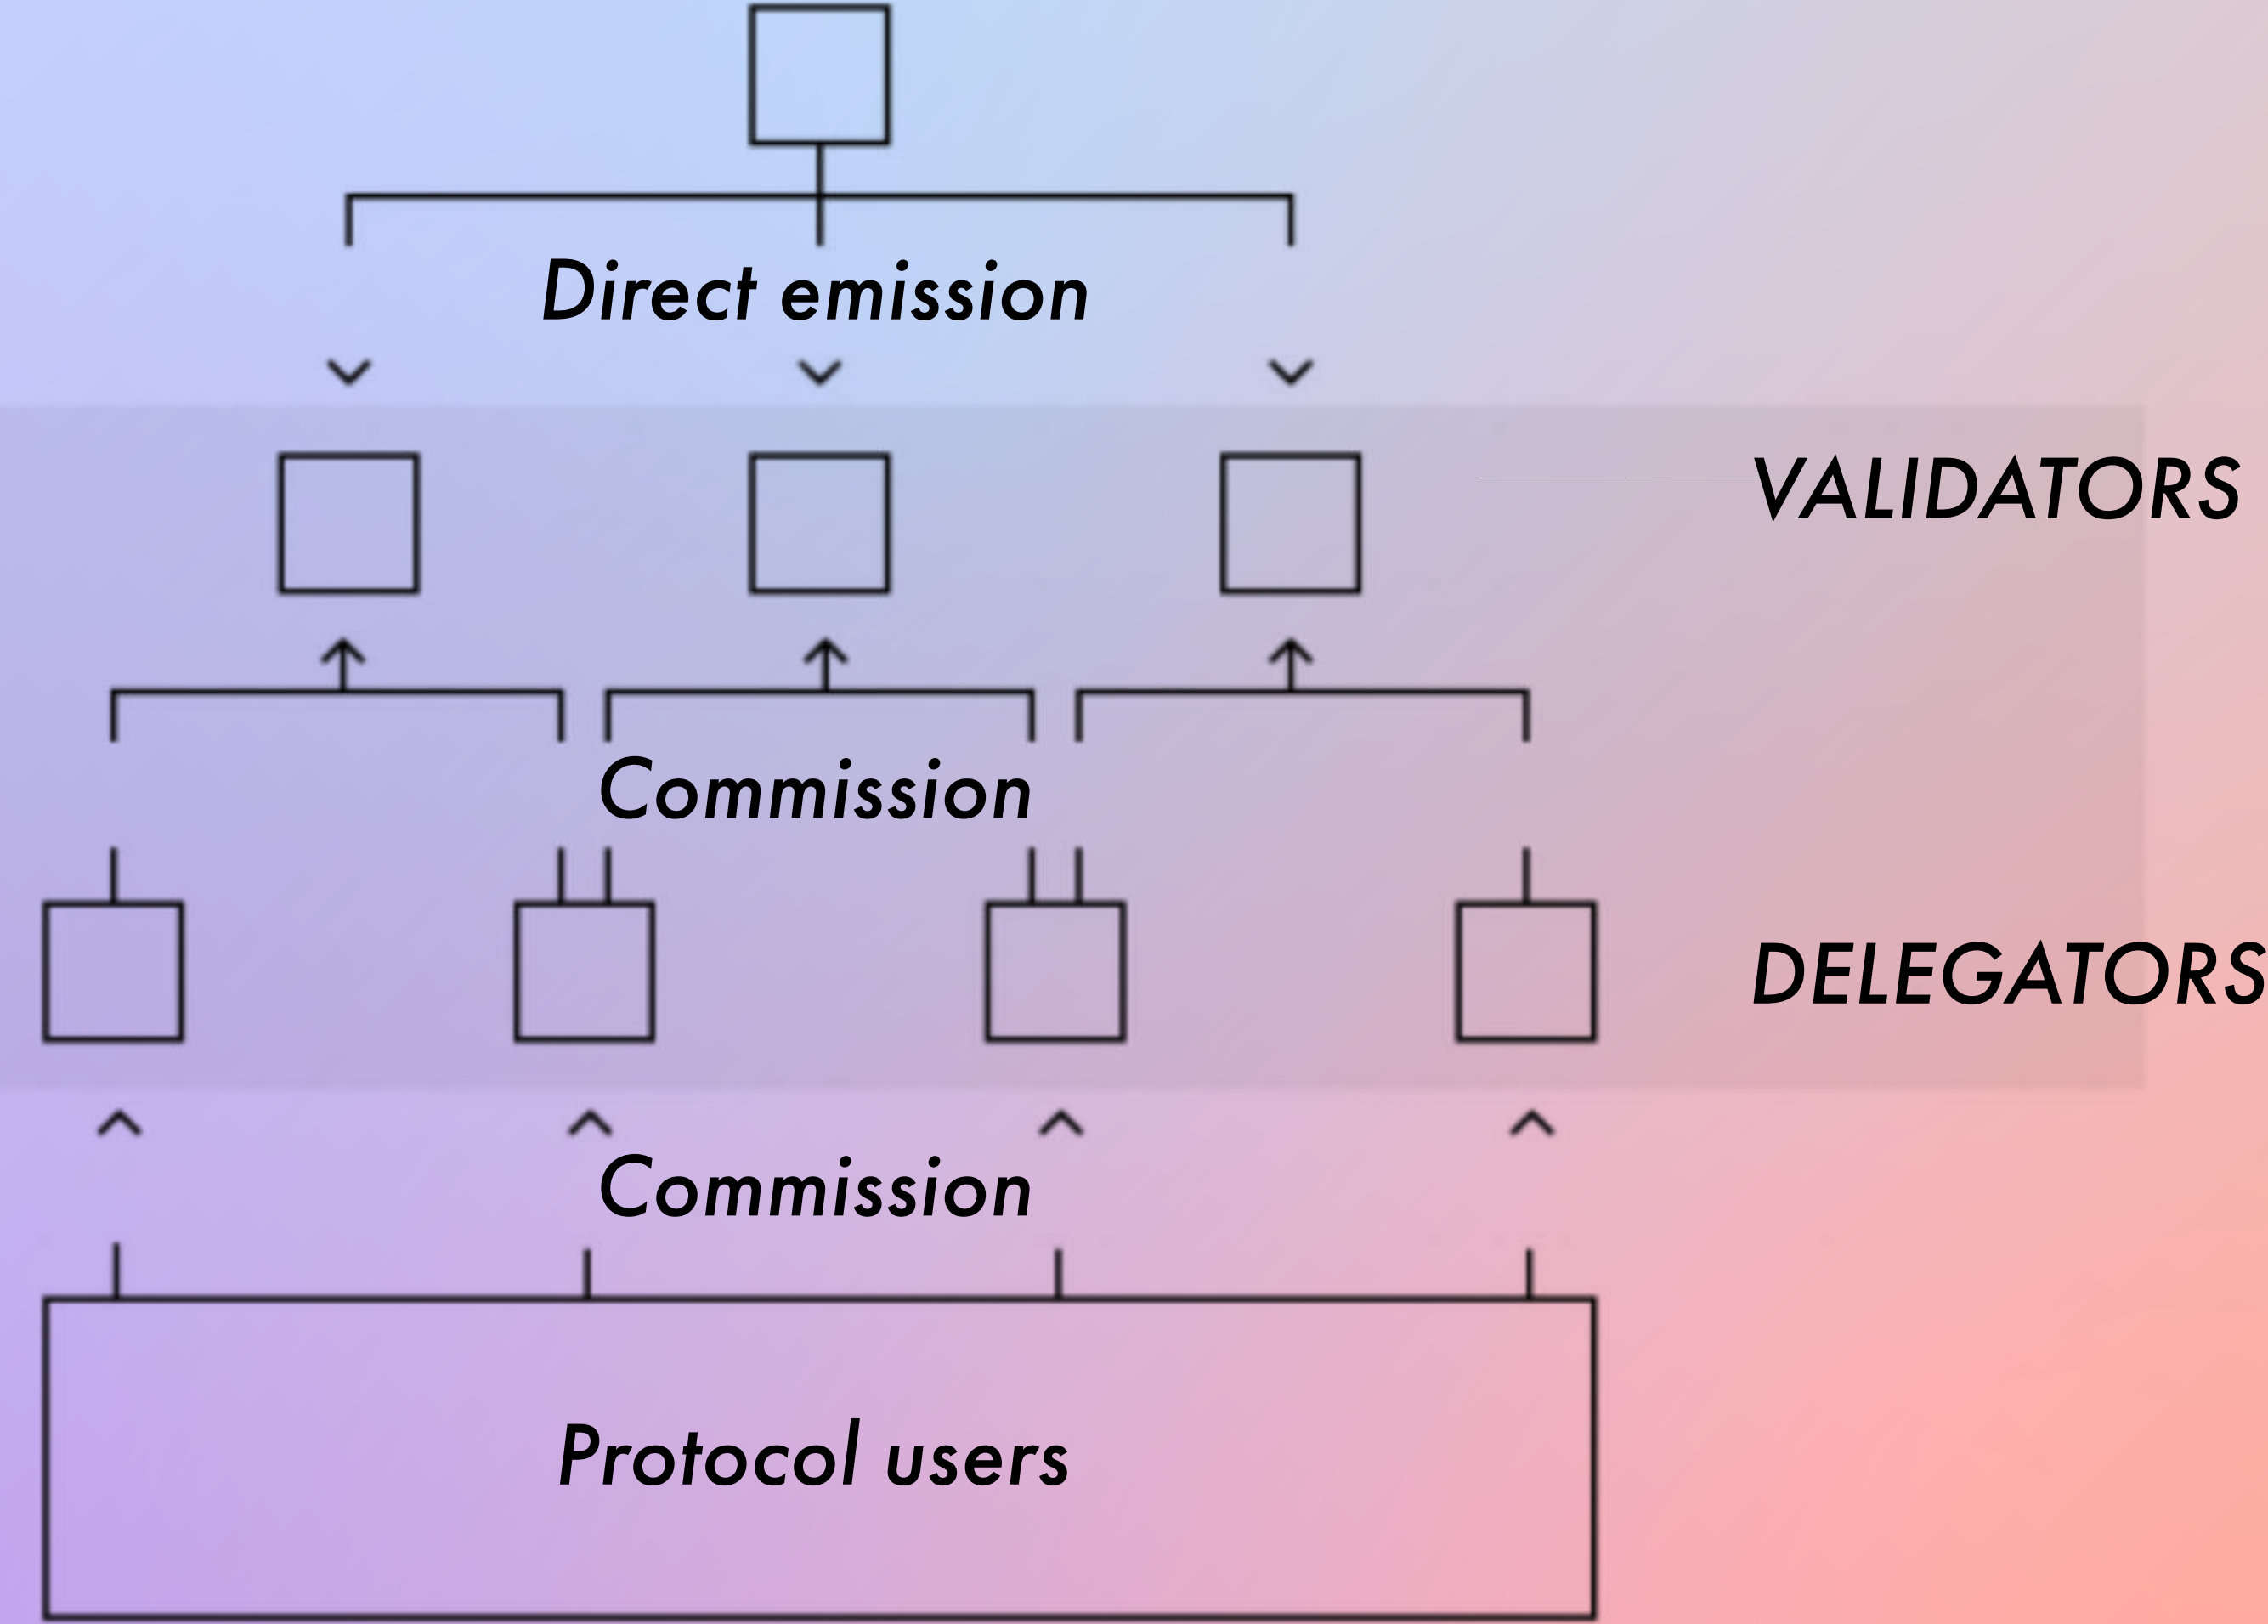 Direct emission
VALIDATORS
Commission
DELEGATORS
Commission
Protocol users